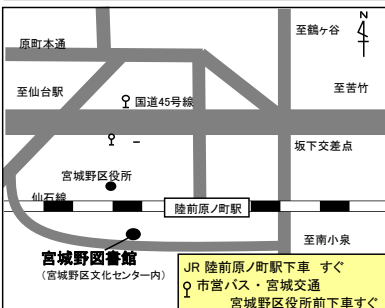 N
至鶴ヶ谷
原町本通
至仙台駅
至苦竹
国道45号線
坂下交差点
宮城野区役所
仙石線
陸前原ノ町駅
至南小泉
宮城野図書館
（宮城野区文化センター内）
JR 陸前原ノ町駅下車 すぐ
市営バス・宮城交通
宮城野区役所前下車すぐ